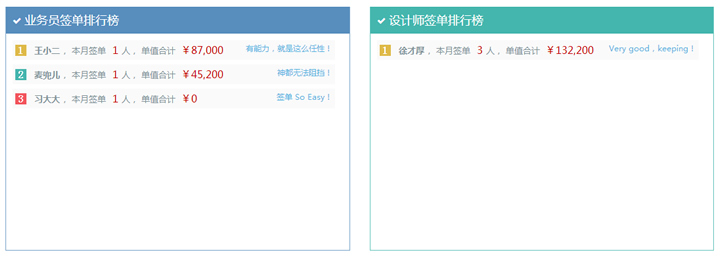 业务员签单排行榜
1 王小二 ，本月签单 1 人 ，单值合计 ¥87,000 有能力，就是这么任性！
2 麦兜儿 ，本月签单 1 人 ，单值合计 ¥45,200 神都无法阻挡！
3 习大大 ，本月签单 1 人 ，单值合计 ¥0 签单 So Easy！
设计师签单排行榜
1 徐才厚 ，本月签单 3 人 ，单值合计 ¥132,200 Very good，keeping！